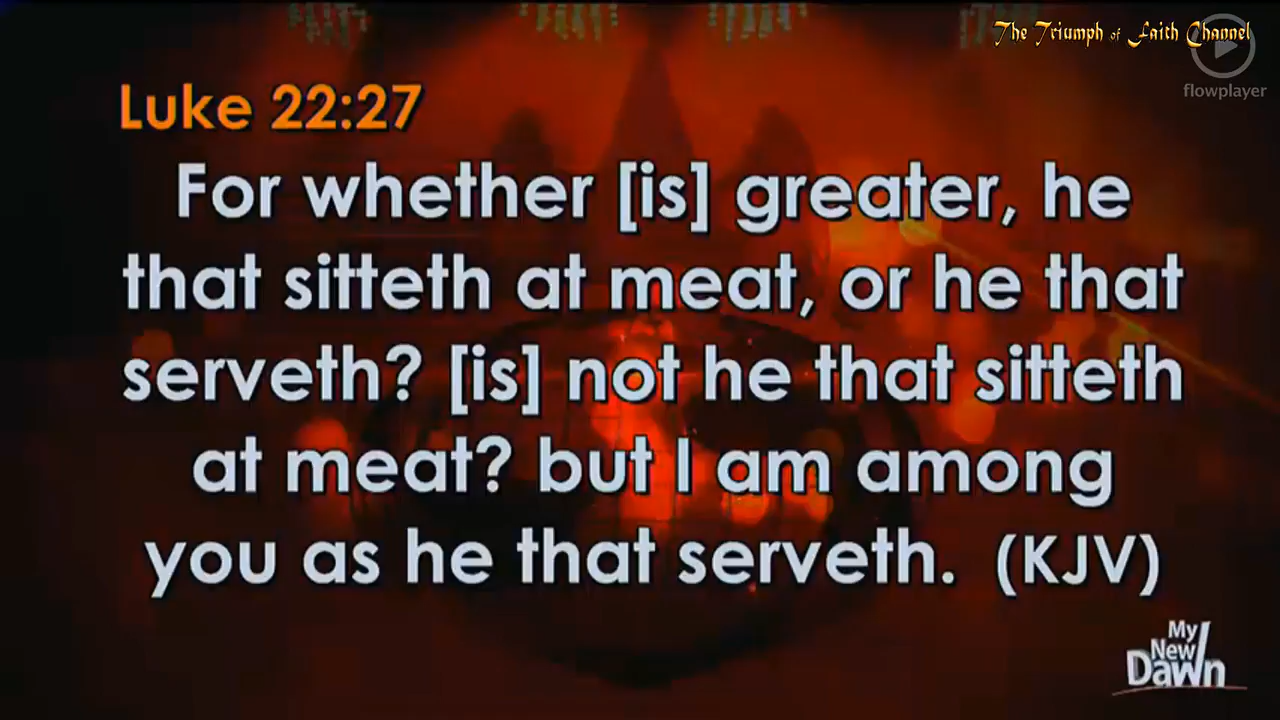 The Triumph of Faith Channel
flowplayer
Luke 22:27
For whether [is] greater, he
that sitteth at meat, or he that
serveth? [is] not he that sitteth
at meat? but I am among
you as he that serveth. (KJV)
My
New
Dawn